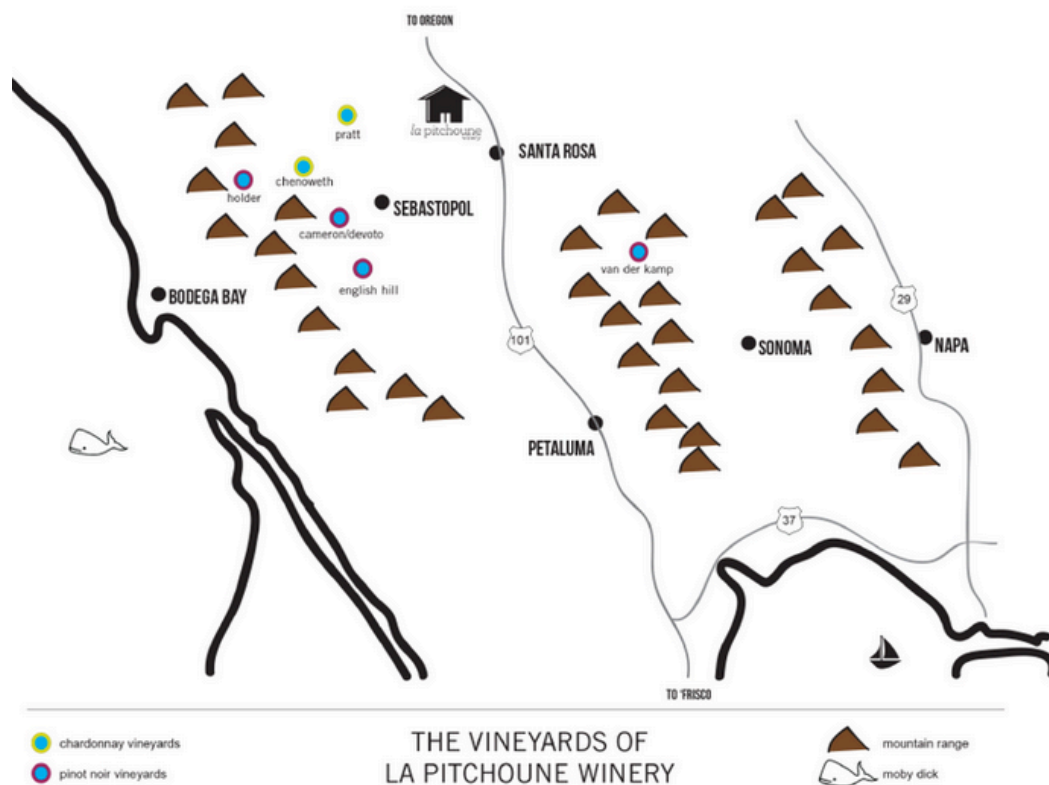 TO OREGON
pratt
la pitchoune
winery
SANTA ROSA
chenoweth
holder
SEBASTOPOL
cameron/devoto
van der kamp
english hill
BODEGA BAY
29
101
SONOMA
NAPA
PETALUMA
37
TO 'FRISCO
chardonnay vineyards
pinot noir vineyards
THE VINEYARDS OF
LA PITCHOUNE WINERY
mountain range
moby dick